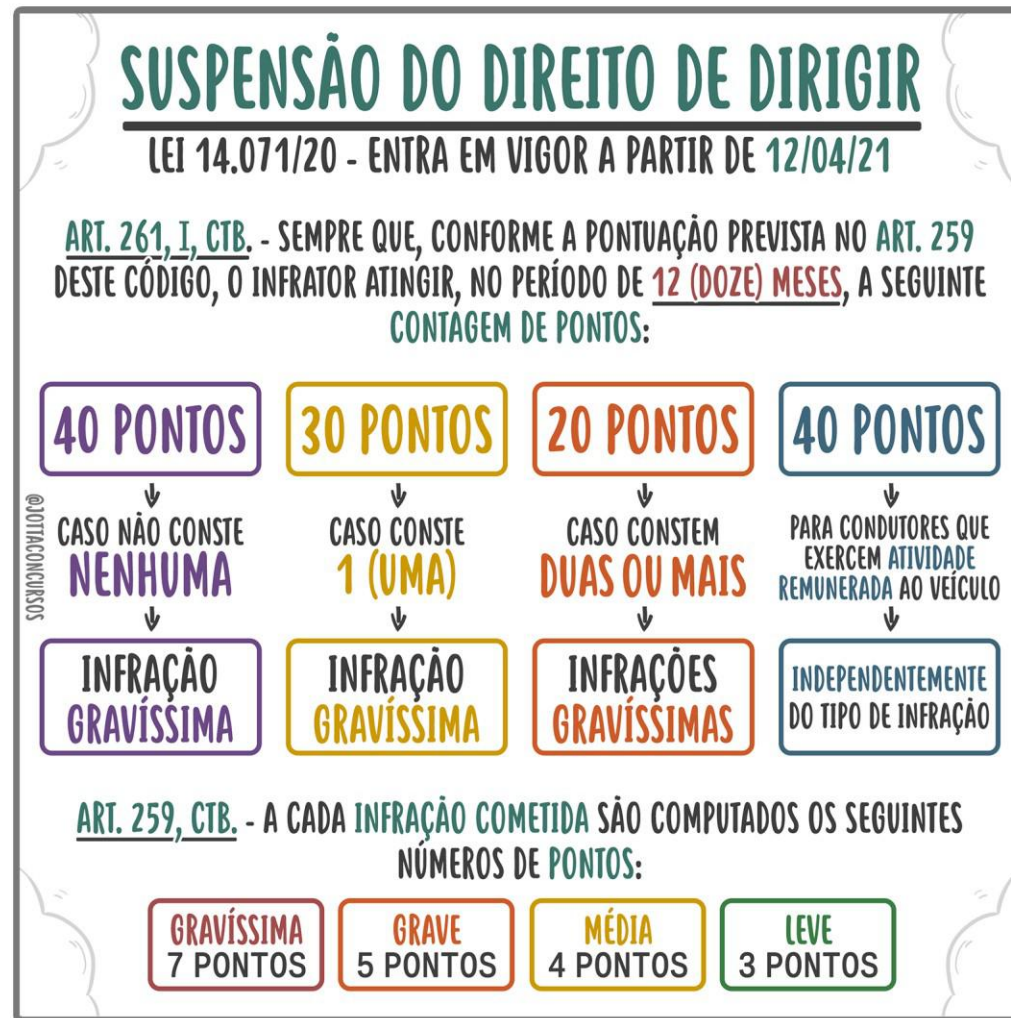 SUSPENSÃO DO DIREITO DE DIRIGIR
LEI 14.071/20 - ENTRA EM VIGOR A PARTIR DE 12/04/21
ART. 261, I, CTB. - SEMPRE QUE, CONFORME A PONTUAÇÃO PREVISTA NO ART. 259
DESTE CÓDIGO, O INFRATOR ATINGIR, NO PERÍODO DE 12 (DOZE) MESES, A SEGUINTE
CONTAGEM DE PONTOS:
40 PONTOS
CASO NÃO CONSTE
NENHUMA
INFRAÇÃO
GRAVÍSSIMA
30 PONTOS
CASO CONSTE
1 (UMA)
INFRAÇÃO
GRAVÍSSIMA
20 PONTOS
CASO CONSTEM
DUAS OU MAIS
INFRAÇÕES
GRAVÍSSIMAS
40 PONTOS
PARA CONDUTORES QUE
EXERCEM ATIVIDADE
REMUNERADA AO VEÍCULO
INDEPENDENTEMENTE
DO TIPO DE INFRAÇÃO
@JOTTACONCURSOS
ART. 259, CTB. - A CADA INFRAÇÃO COMETIDA SÃO COMPUTADOS OS SEGUINTES
NÚMEROS DE PONTOS:
GRAVÍSSIMA
7 PONTOS
GRAVE
5 PONTOS
MÉDIA
4 PONTOS
LEVE
3 PONTOS